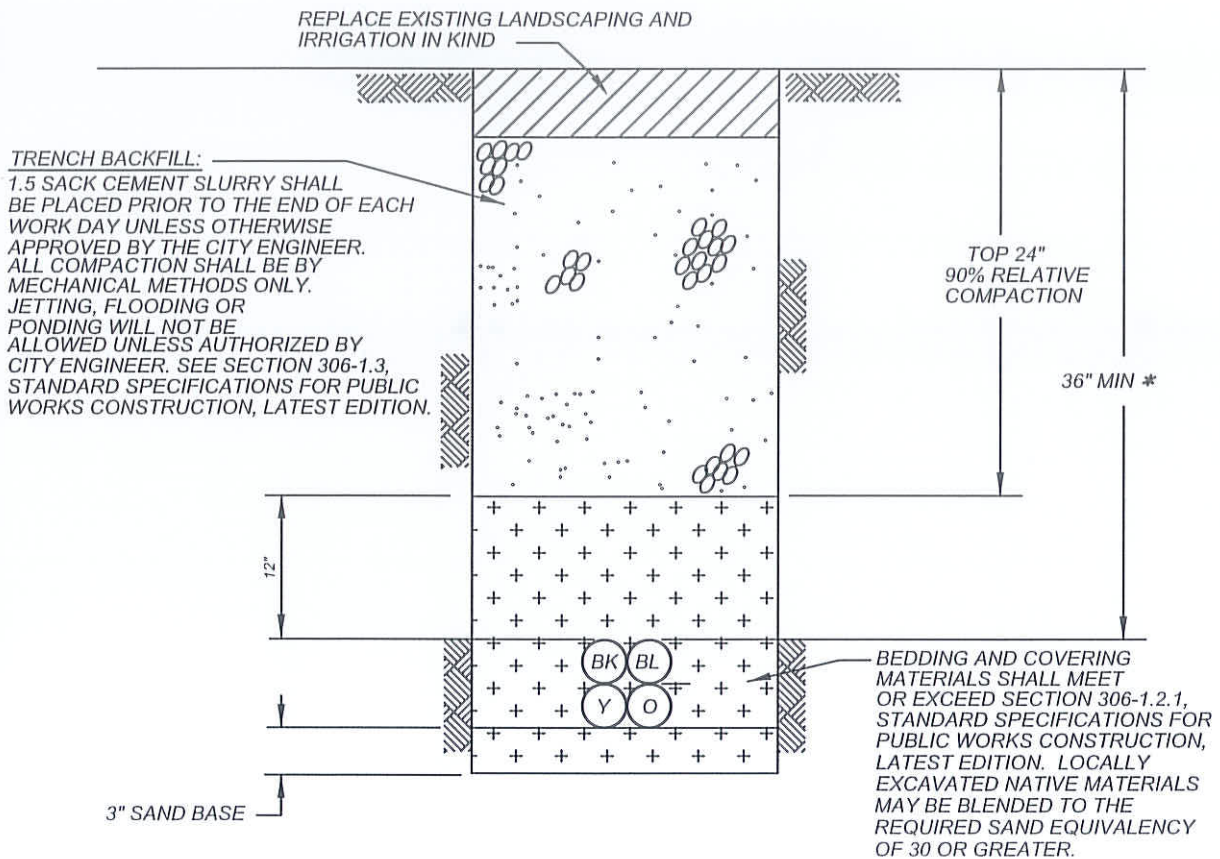 REPLACE EXISTING LANDSCAPING AND
IRRIGATION IN KIND
TRENCH BACKFILL:
1.5 SACK CEMENT SLURRY SHALL
BE PLACED PRIOR TO THE END OF EACH
WORK DAY UNLESS OTHERWISE
APPROVED BY THE CITY ENGINEER.
ALL COMPACTION SHALL BE BY
MECHANICAL METHODS ONLY.
JETTING, FLOODING OR
PONDING WILL NOT BE
ALLOWED UNLESS AUTHORIZED BY
CITY ENGINEER. SEE SECTION 306-1.3,
STANDARD SPECIFICATIONS FOR PUBLIC
WORKS CONSTRUCTION, LATEST EDITION.
TOP 24"
90% RELATIVE
COMPACTION
36" MIN *
12"
BK BL
Y O
BEDDING AND COVERING
MATERIALS SHALL MEET
OR EXCEED SECTION 306-1.2.1,
STANDARD SPECIFICATIONS FOR
PUBLIC WORKS CONSTRUCTION,
LATEST EDITION. LOCALLY
EXCAVATED NATIVE MATERIALS
MAY BE BLENDED TO THE
REQUIRED SAND EQUIVALENCY
OF 30 OR GREATER.
3" SAND BASE